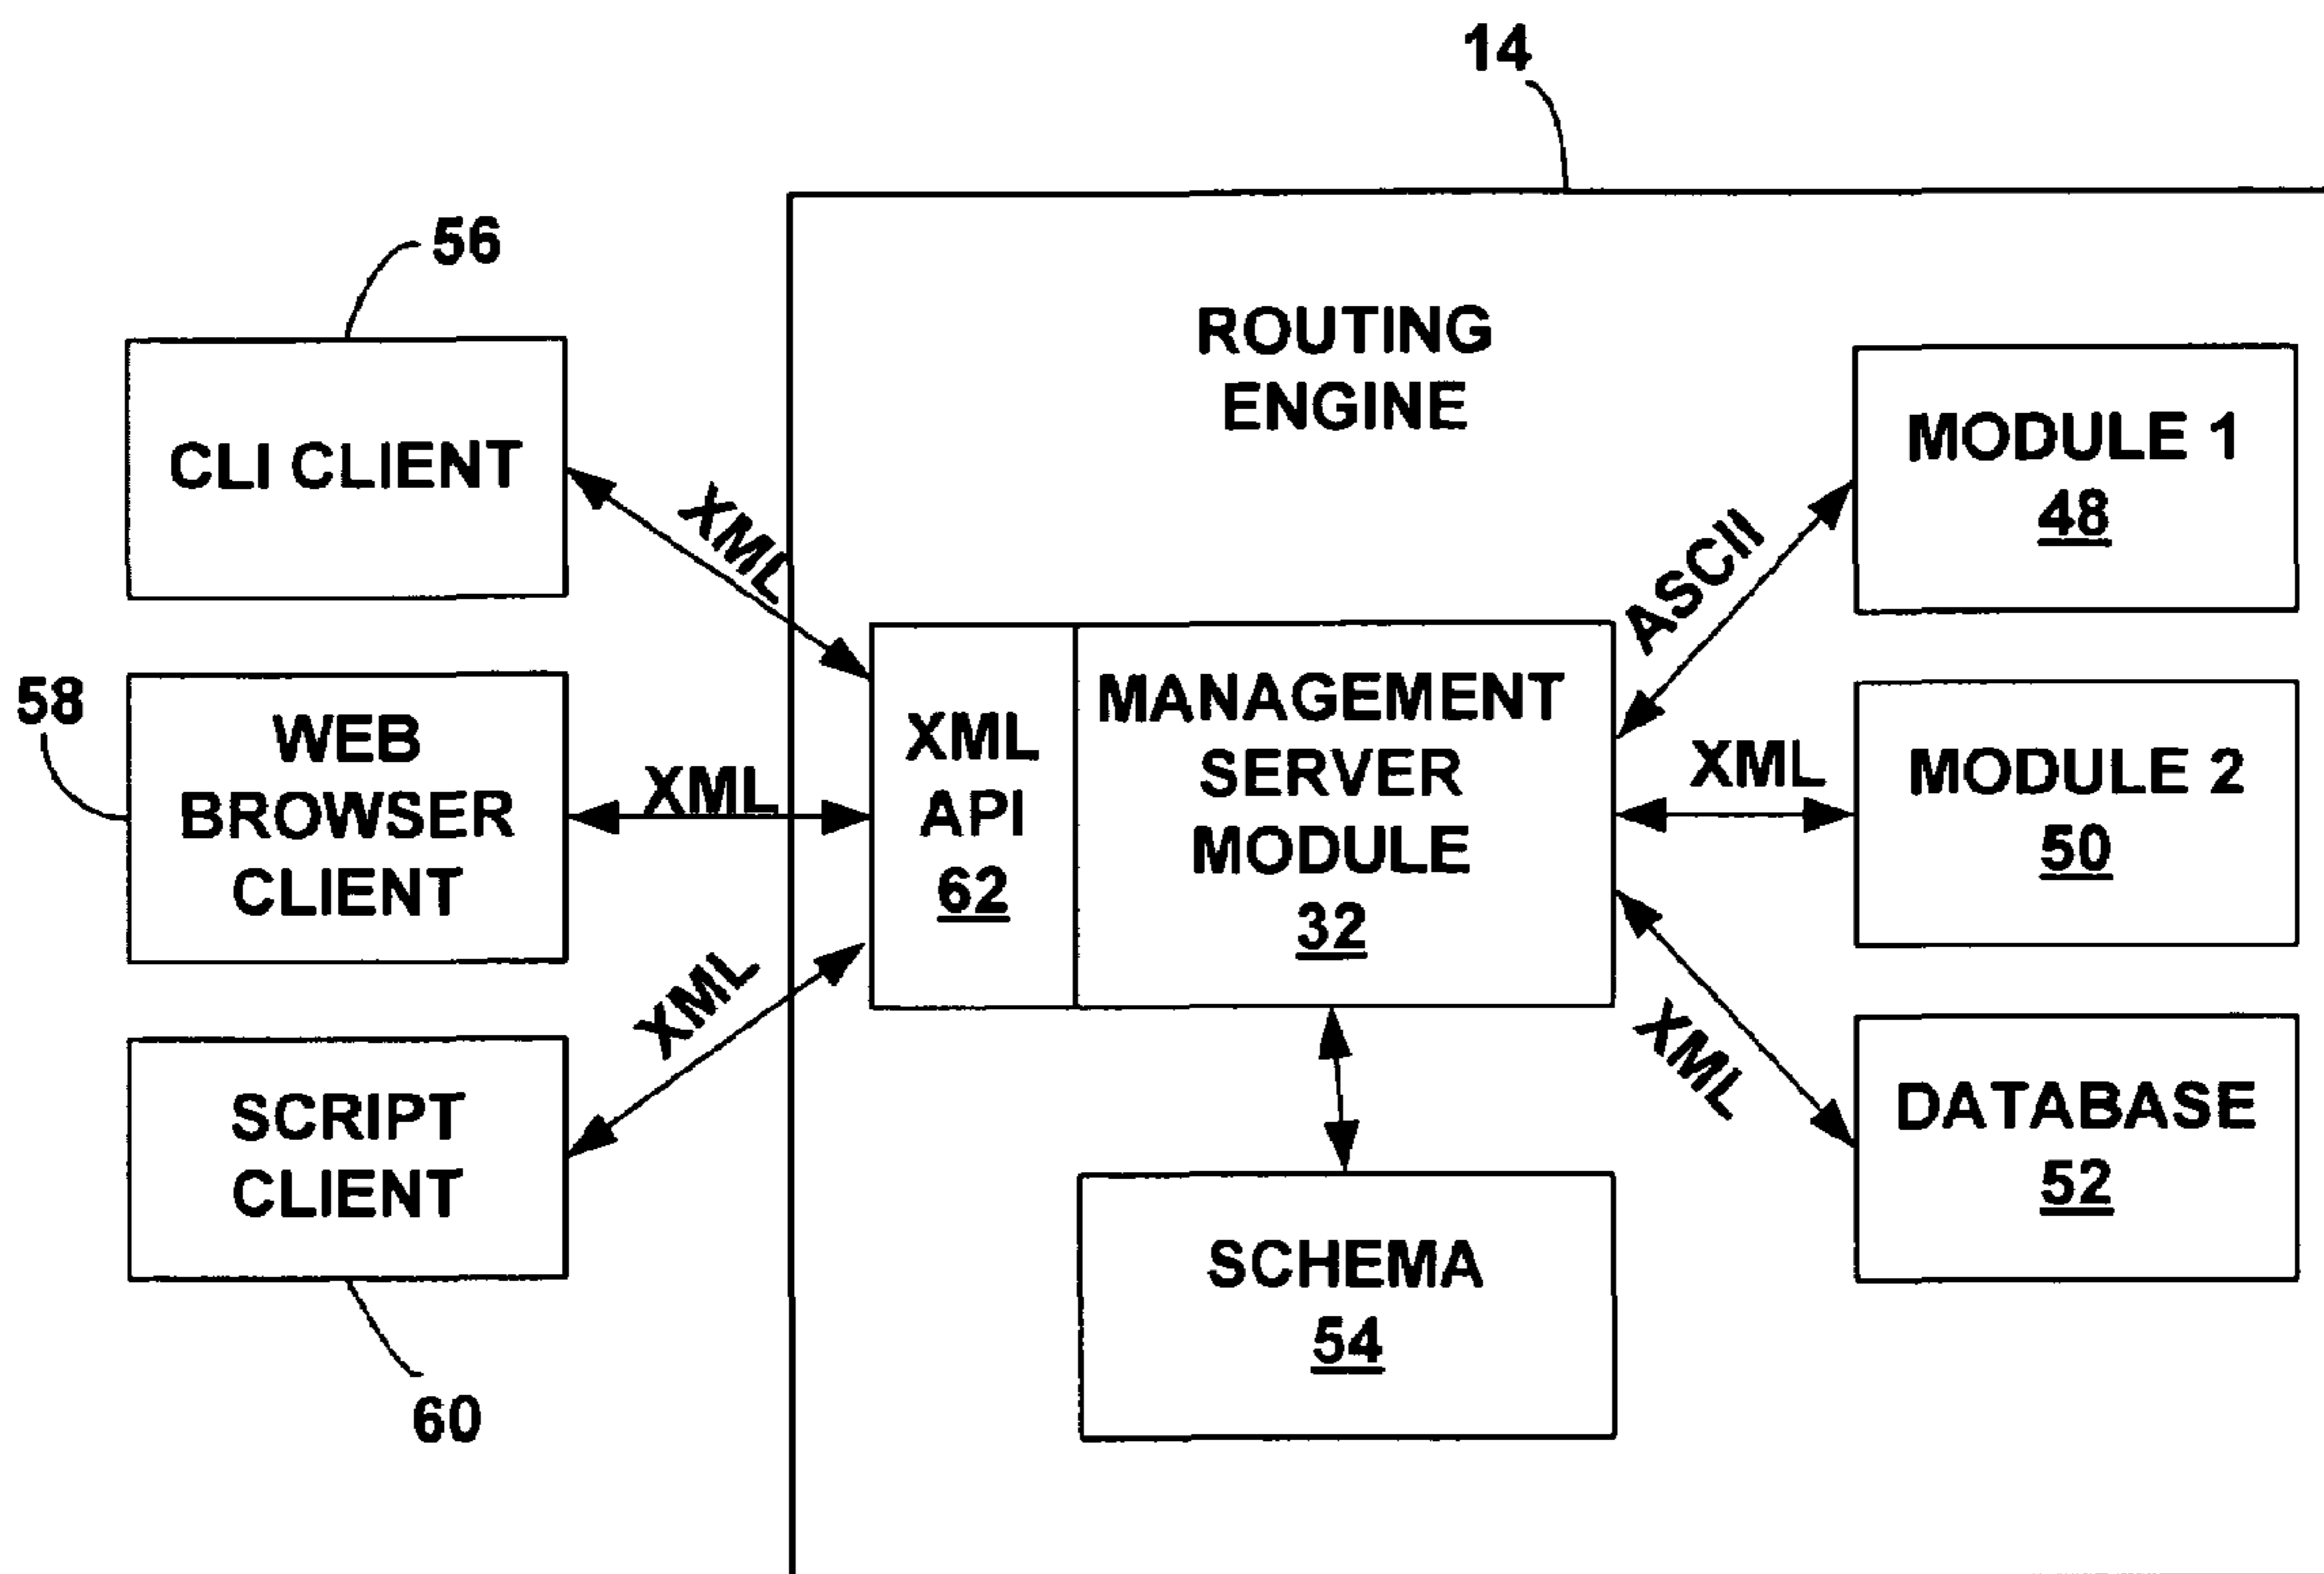 14
56
ROUTING
ENGINE
CLI CLIENT
XML
ASCII
MODULE 1
48
58
WEB
BROWSER
CLIENT
XML
XML
API
62
MANAGEMENT
SERVER
MODULE
32
XML
MODULE 2
50
XML
XML
SCRIPT
CLIENT
60
SCHEMA
54
DATABASE
52